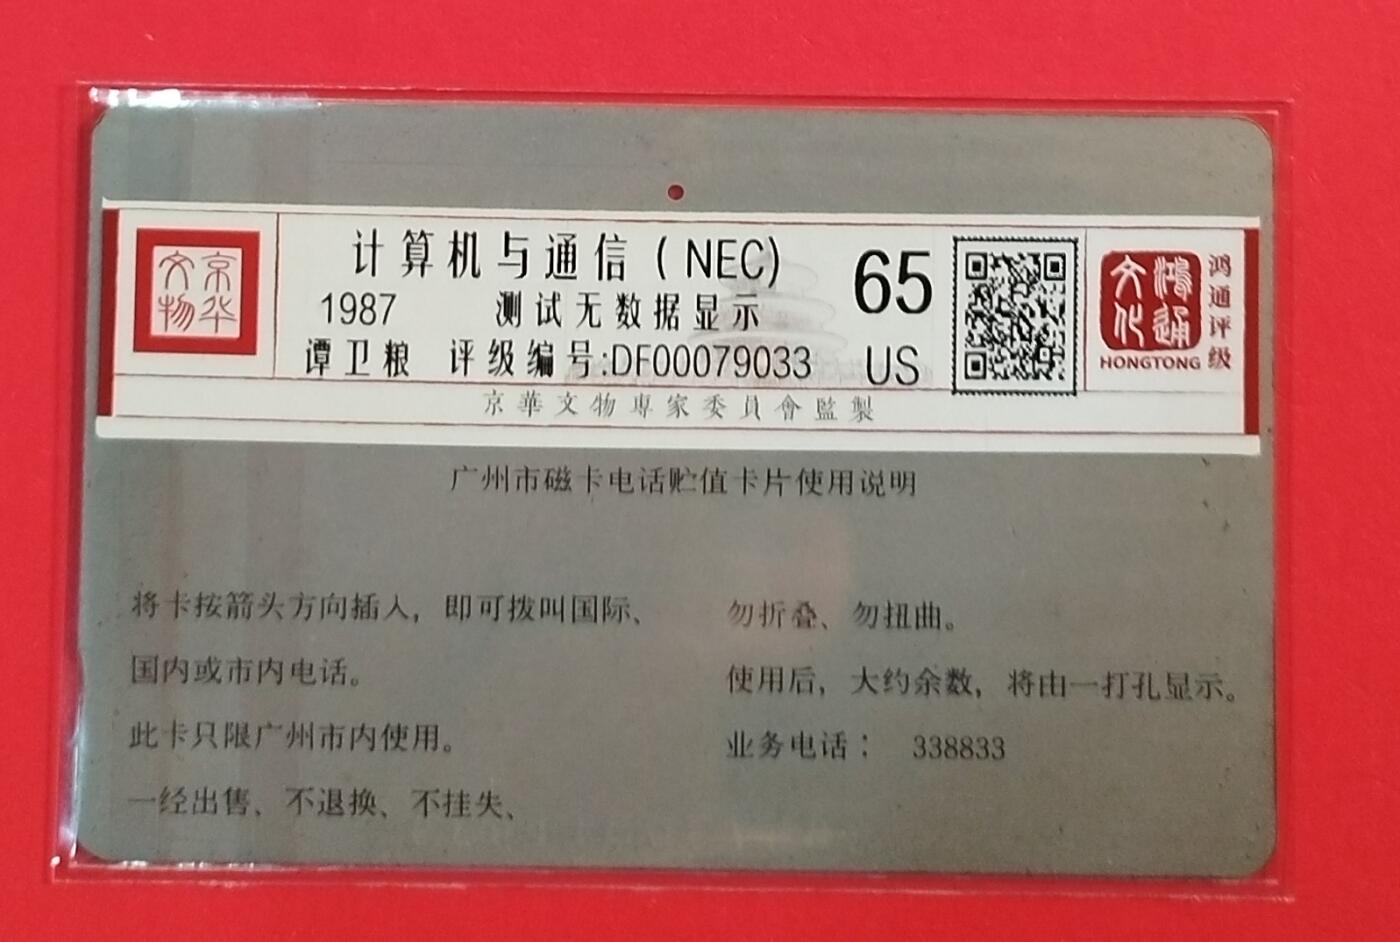 京华
文物
计算机与通信(NEC)
1987 测试无数据显示
谭卫粮 评级编号:DF00079033
65
US
鸿通
文化
HONGTONG
鸿通评级
京華文物專家委員會監製
广州市磁卡电话贮值卡片使用说明
将卡按箭头方向插入，即可拨叫国际、
国内或市内电话。
此卡只限广州市内使用。
一经出售、不退换、不挂失、
勿折叠、勿扭曲。
使用后，大约余数，将由一打孔显示。
业务电话： 338833